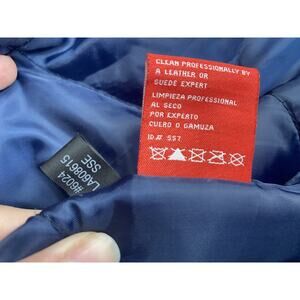 CLEAN PROFESSIONALLY BY
A LEATHER OR
SUEDE EXPERT
LIMPIEZA PROFESSIONAL
AL SECO
POR EXPERTO
CUERO O GAMUZA
ID# 557
#6024
LA608615
SSE